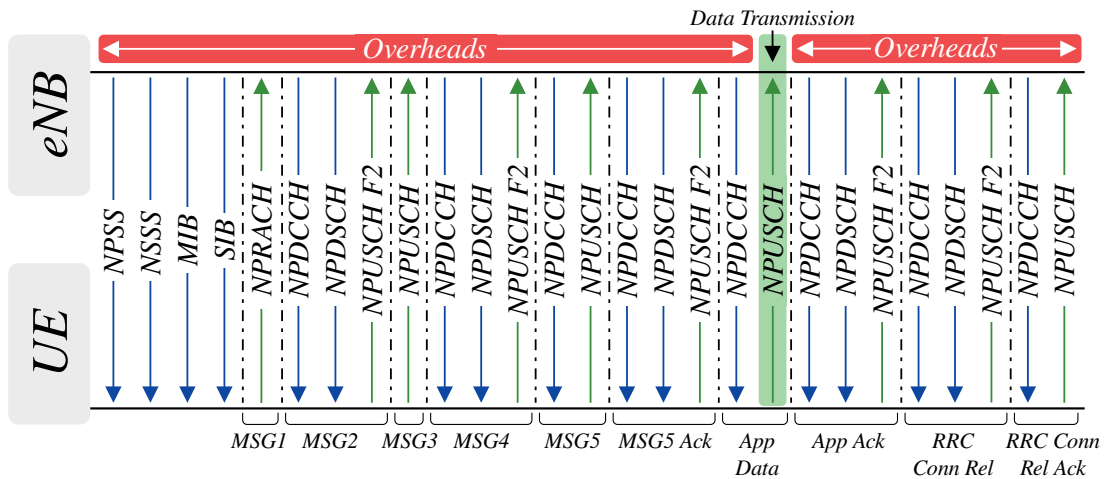 Data Transmission
Overheads
Overheads
eNB
UE
NPSS
NSSS
MIB
SIB
NPRACH
NPDCCH
NPDSCH
NPUSCH F2
NPUSCH
NPDCCH
NPDSCH
NPUSCH F2
NPDCCH
NPUSCH
NPDCCH
NPDSCH
NPUSCH F2
NPDCCH
NPUSCH
NPDCCH
NPDSCH
NPUSCH F2
NPDCCH
NPDSCH
NPUSCH F2
NPDCCH
NPUSCH
MSG1
MSG2
MSG3
MSG4
MSG5
MSG5 Ack
App
Data
App Ack
RRC
Conn Rel
RRC Conn
Rel Ack